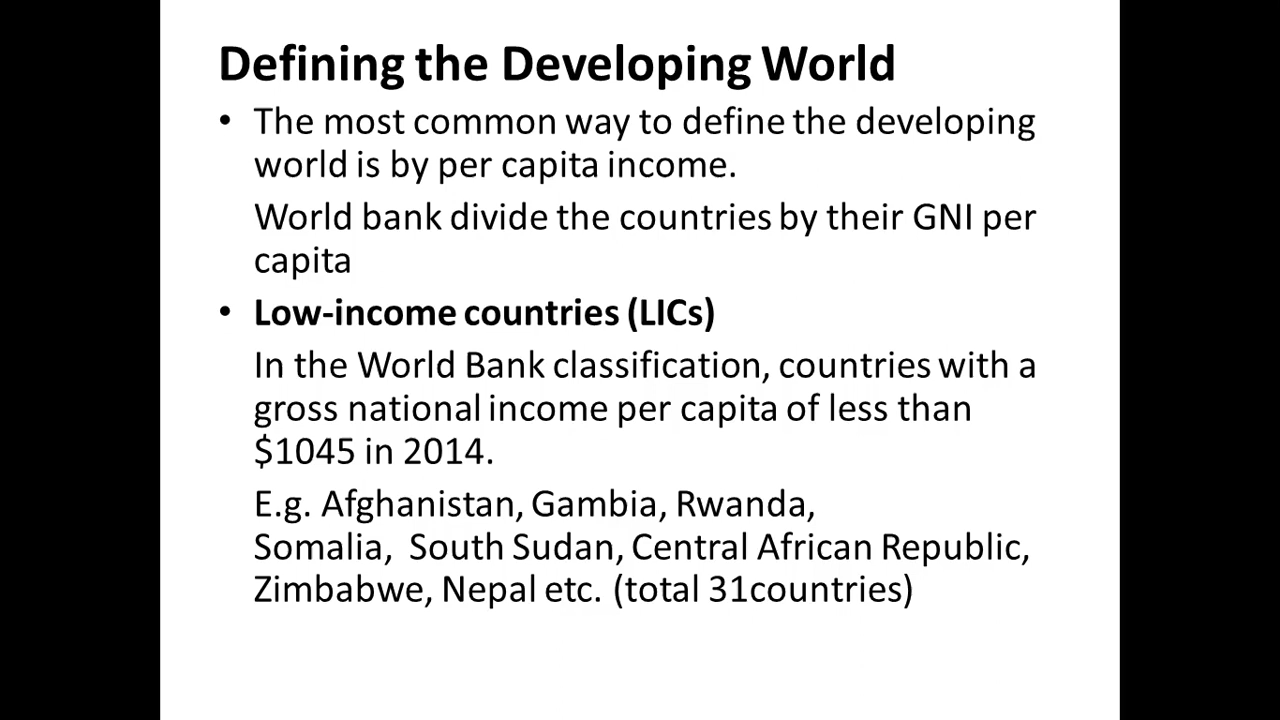 Defining the Developing World
• The most common way to define the developing
world is by per capita income.
World bank divide the countries by their GNI per
capita
• Low-income countries (LICs)
In the World Bank classification, countries with a
gross national income per capita of less than
$1045 in 2014.
E.g. Afghanistan, Gambia, Rwanda,
Somalia,  South Sudan, Central African Republic,
Zimbabwe, Nepal etc. (total 31countries)